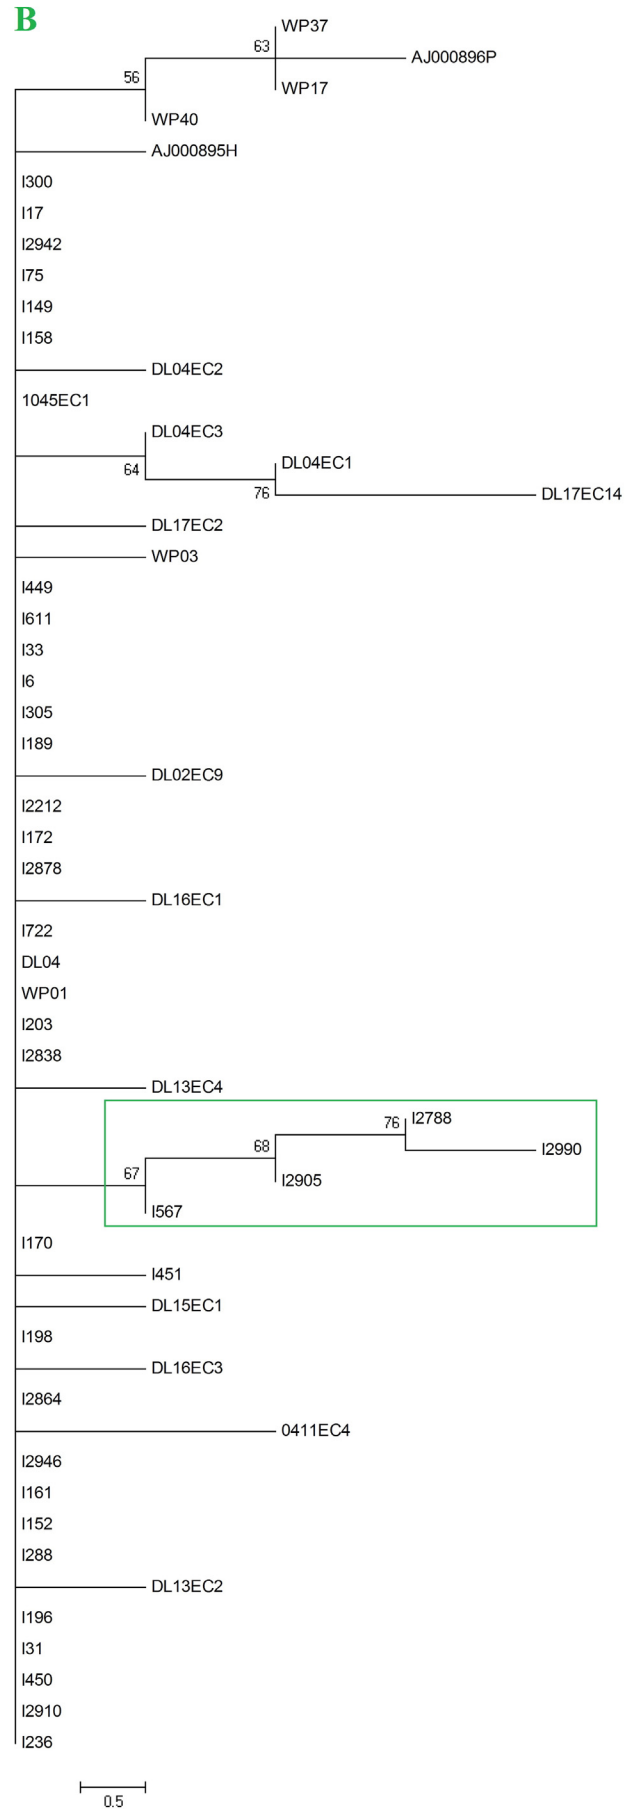 B
WP37
63
AJ000896P
56
WP17
WP40
AJ000895H
I300
I17
I2942
I75
I149
I158
DL04EC2
1045EC1
DL04EC3
64
DL04EC1
76
DL17EC14
DL17EC2
WP03
I449
I611
I33
I6
I305
I189
DL02EC9
I2212
I172
I2878
DL16EC1
I722
DL04
WP01
I203
I2838
DL13EC4
76
I2788
68
I2990
67
I2905
I567
I170
I451
DL15EC1
I198
DL16EC3
I2864
0411EC4
I2946
I161
I152
I288
DL13EC2
I196
I31
I450
I2910
I236
0.5